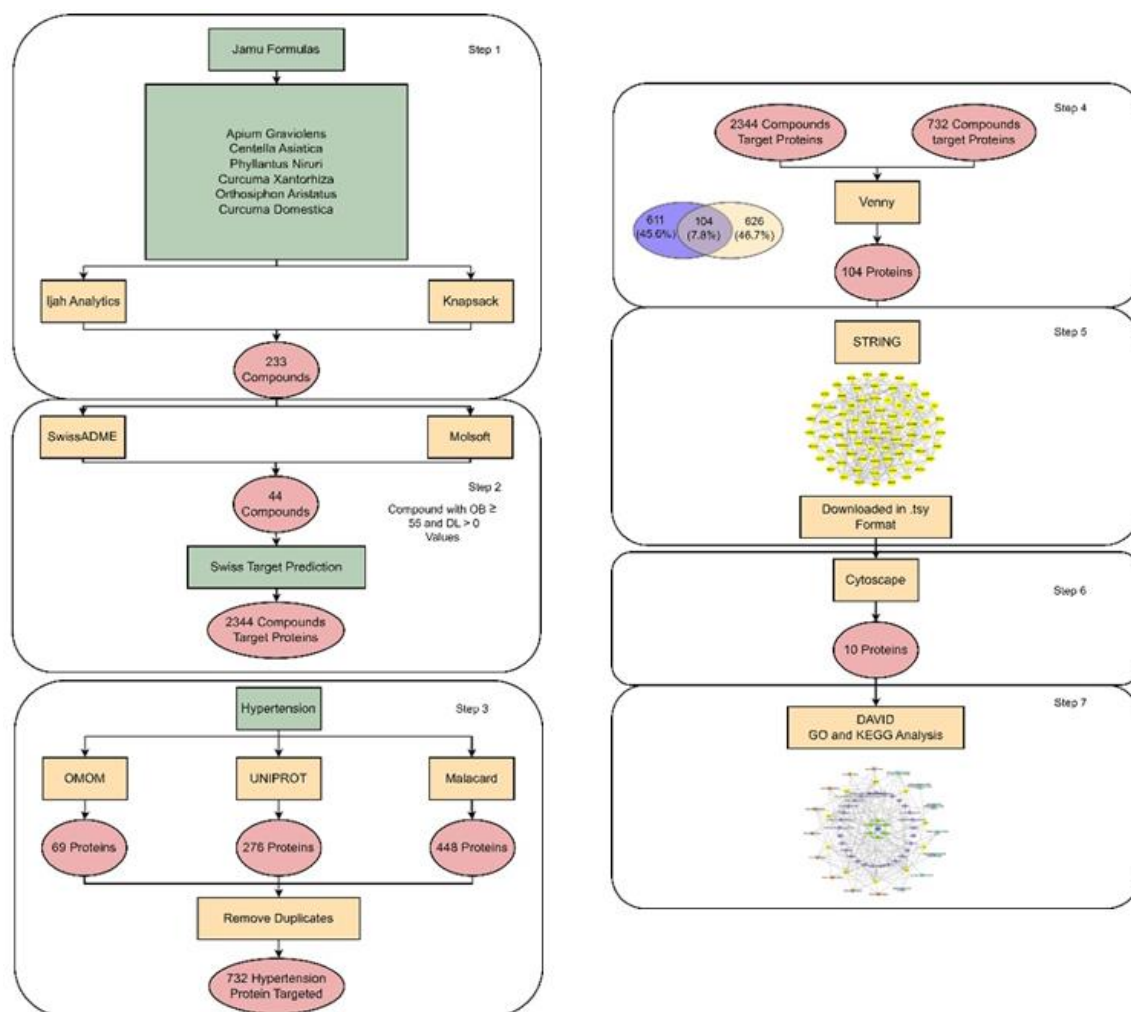 Step 1
Jamu Formulas
Apium Graviolens
Centella Asiatica
Phyllantus Niruri
Curcuma Xantorhiza
Orthosiphon Aristatus
Curcuma Domestica
Ijah Analytics
Knapsack
233
Compounds
SwissADME
Molsoft
Step 2
44
Compounds
Compound with OB ≥
55 and DL > 0
Values
Swiss Target Prediction
2344 Compounds
Target Proteins
Step 3
Hypertension
OMOM
UNIPROT
Malacard
69 Proteins
276 Proteins
448 Proteins
Remove Duplicates
732 Hypertension
Protein Targeted
Step 4
2344 Compounds
Target Proteins
732 Compounds
target Proteins
Venny
611
(45.6%)
104
(7.8%)
626
(46.7%)
104 Proteins
Step 5
STRING
Downloaded in .tsy
Format
Step 6
Cytoscape
10 Proteins
Step 7
DAVID
GO and KEGG Analysis